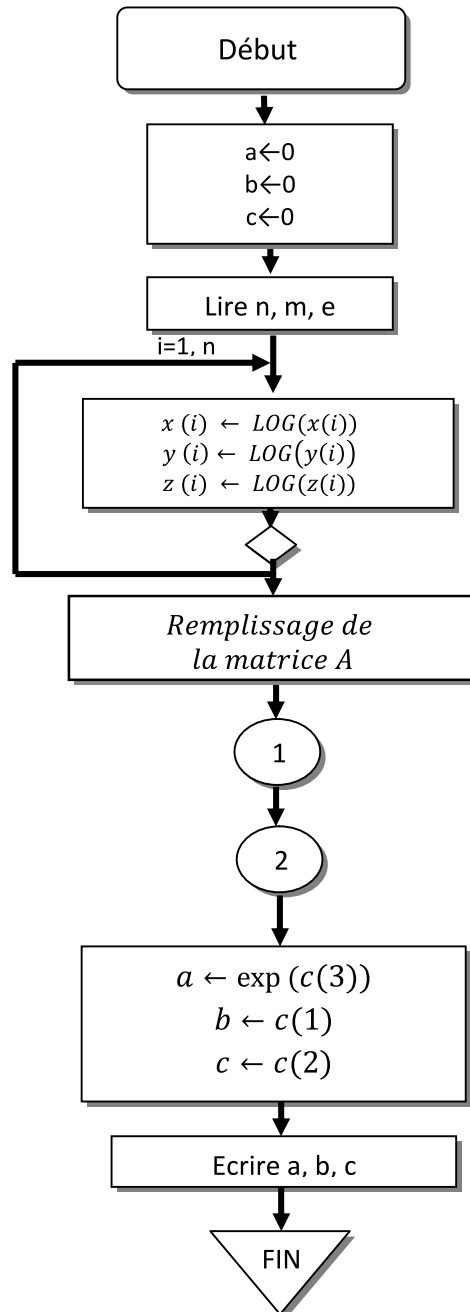 Début
a←0
b←0
c←0
Lire n, m, e
i=1, n
x (i) ← LOG(x(i))
y (i) ← LOG(y(i))
z (i) ← LOG(z(i))
Remplissage de
la matrice A
1
2
a ← exp (c(3))
b ← c(1)
c ← c(2)
Ecrire a, b, c
FIN